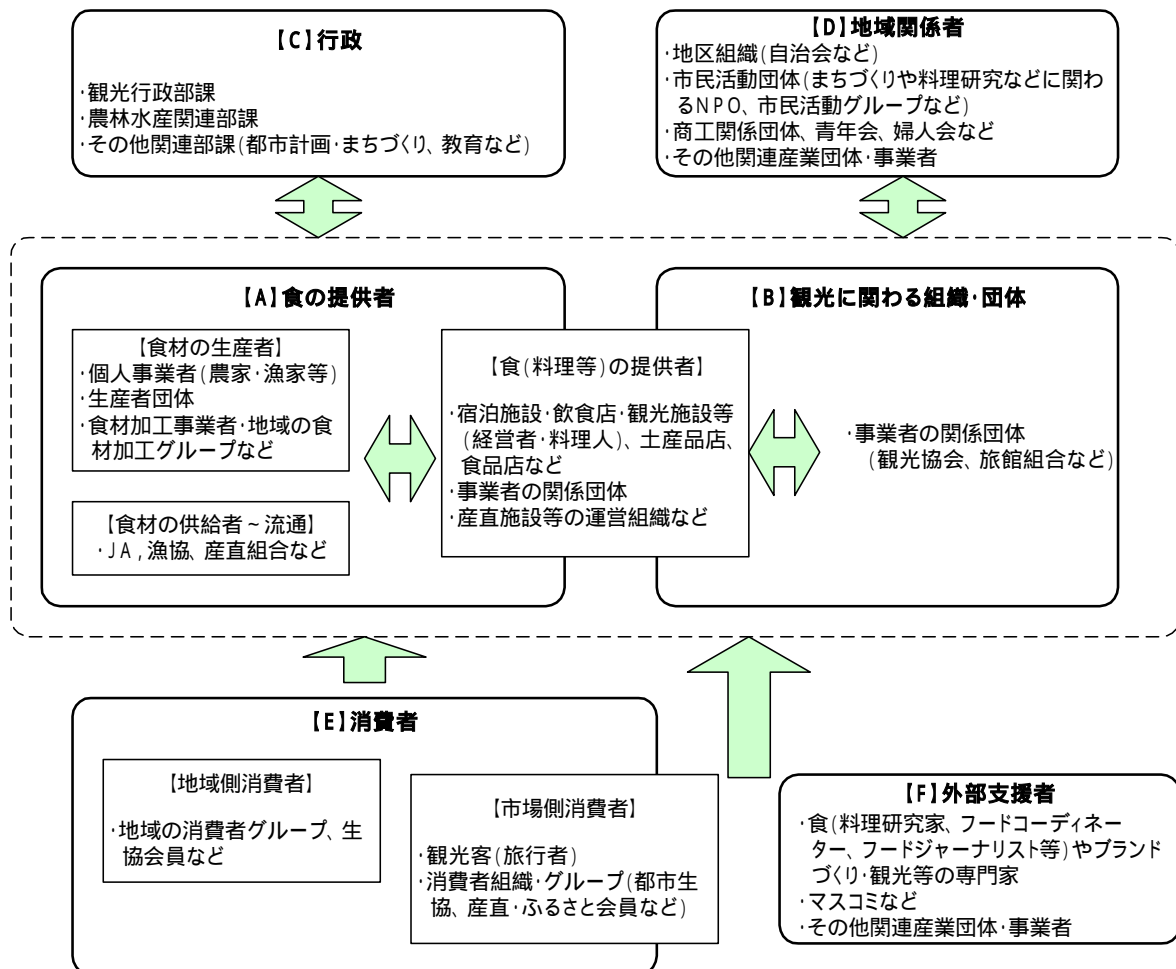 【C】行政
・観光行政部課
・農林水産関連部課
・その他関連部課(都市計画・まちづくり、教育など)
【D】地域関係者
・地区組織(自治会など)
・市民活動団体(まちづくりや料理研究などに関わ
るNPO、市民活動グループなど)
・商工関係団体、青年会、婦人会など
・その他関連産業団体・事業者
【A】食の提供者
【食材の生産者】
・個人事業者(農家・漁家等)
・生産者団体
・食材加工事業者・地域の食
材加工グループなど
【食材の供給者~流通】
・JA,漁協、産直組合など
【食(料理等)の提供者】
・宿泊施設・飲食店・観光施設等
(経営者・料理人)、土産品店、
食品店など
・事業者の関係団体
・産直施設等の運営組織など
【B】観光に関わる組織・団体
・事業者の関係団体
(観光協会、旅館組合など)
【E】消費者
【地域側消費者】
・地域の消費者グループ、生
協会員など
【市場側消費者】
・観光客(旅行者)
・消費者組織・グループ(都市生
協、産直・ふるさと会員など)
【F】外部支援者
・食(料理研究家、フードコーディネー
ター、フードジャーナリスト等)やブランド
づくり・観光等の専門家
・マスコミなど
・その他関連産業団体・事業者